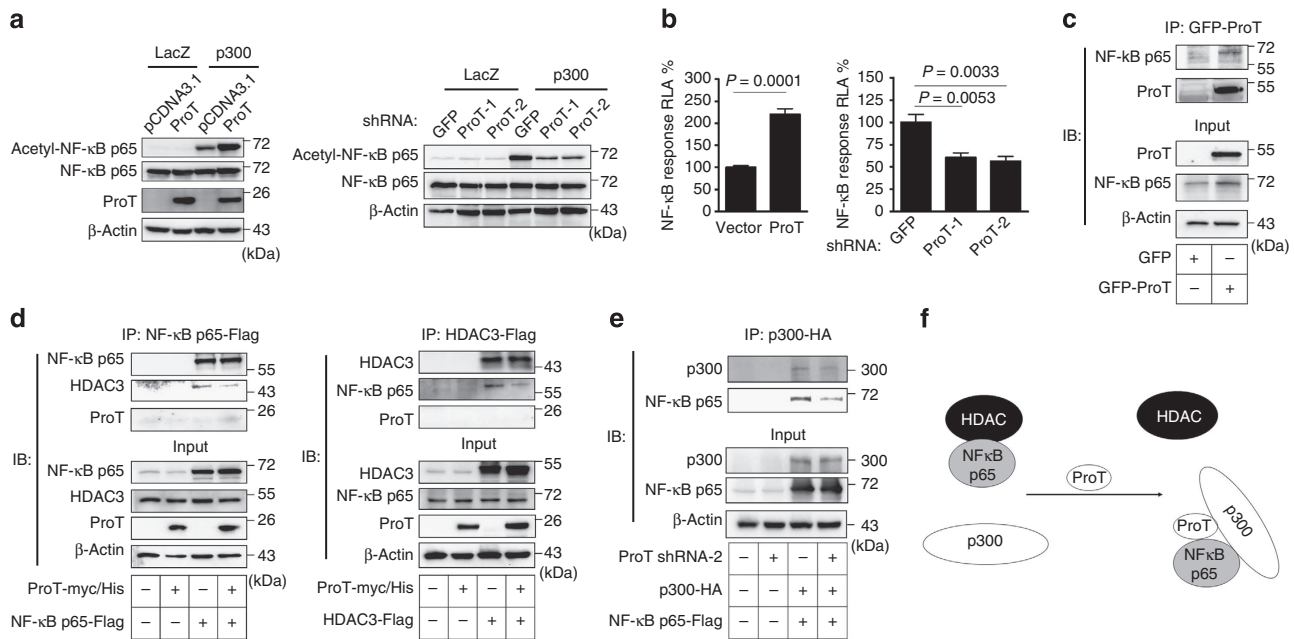 a
LacZ p300
pCDNA3.1 ProT pCDNA3.1 ProT
Acetyl-NF-κB p65 72
NF-κB p65 72
ProT 26
β-Actin 43
(kDa)
LacZ p300
shRNA: GFP ProT-1 ProT-2 GFP ProT-1 ProT-2
Acetyl-NF-κB p65 72
NF-κB p65 72
β-Actin 43
(kDa)
b
NF-κB response RLA %
300
250
200
150
100
50
0
P = 0.0001
Vector ProT
NF-κB response RLA %
150
125
100
75
50
25
0
P = 0.0033
P = 0.0053
shRNA: GFP ProT-1 ProT-2
c
IP: GFP-ProT
IB:
NF-kB p65 72
55
ProT 55
Input
ProT 55
NF-κB p65 72
β-Actin 43
(kDa)
GFP + −
GFP-ProT − +
d
IP: NF-κB p65-Flag
IB:
NF-κB p65 55
HDAC3 43
ProT 26
Input
NF-κB p65 72
HDAC3 55
ProT 26
β-Actin 43
(kDa)
ProT-myc/His − + − +
NF-κB p65-Flag − − + +
IP: HDAC3-Flag
IB:
HDAC3 43
NF-κB p65 55
ProT 26
Input
HDAC3 55
NF-κB p65 72
ProT 26
β-Actin 43
(kDa)
ProT-myc/His − + − +
HDAC3-Flag − − + +
e
IP: p300-HA
IB:
p300 300
NF-κB p65 72
Input
p300 300
NF-κB p65 72
β-Actin 43
(kDa)
ProT shRNA-2 − + − +
p300-HA − − + +
NF-κB p65-Flag − − + +
f
HDAC
NFκB
p65
p300
ProT
HDAC
ProT
NFκB
p65
p300